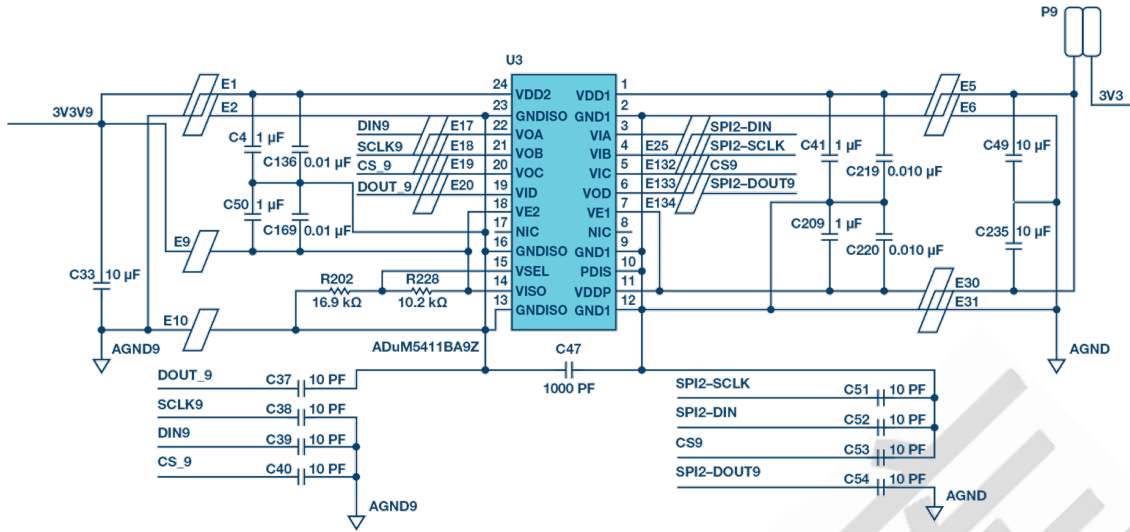 P9
U3
3V3V9
E1
E2
24 VDD2 VDD1 1
E5
E6
3V3
23 GNDISO GND1 2
DIN9 E17 22 VOA VIA 3 SPI2–DIN
SCLK9 E18 21 VOB VIB 4 E25 SPI2–SCLK
CS_9 E19 20 VOC VIC 5 E132 CS9
DOUT_9 E20 19 VID VOD 6 E133 SPI2–DOUT9
18 VE2 VE1 7 E134
17 NIC NIC 8
16 GNDISO GND1 9
15 VSEL PDIS 10
14 VISO VDDP 11
13 GNDISO GND1 12
C4 1 µF
C136 0.01 µF
C50 1 µF
C169 0.01 µF
C41 1 µF
C219 0.010 µF
C49 10 µF
C209 1 µF
C220 0.010 µF
C235 10 µF
E9
C33 10 µF
R202
16.9 kΩ
R228
10.2 kΩ
E30
E31
E10
AGND9
ADuM5411BA9Z
C47
1000 PF
AGND
DOUT_9 C37 10 PF
SCLK9 C38 10 PF
DIN9 C39 10 PF
CS_9 C40 10 PF
AGND9
SPI2–SCLK C51 10 PF
SPI2–DIN C52 10 PF
CS9 C53 10 PF
SPI2–DOUT9 C54 10 PF
AGND